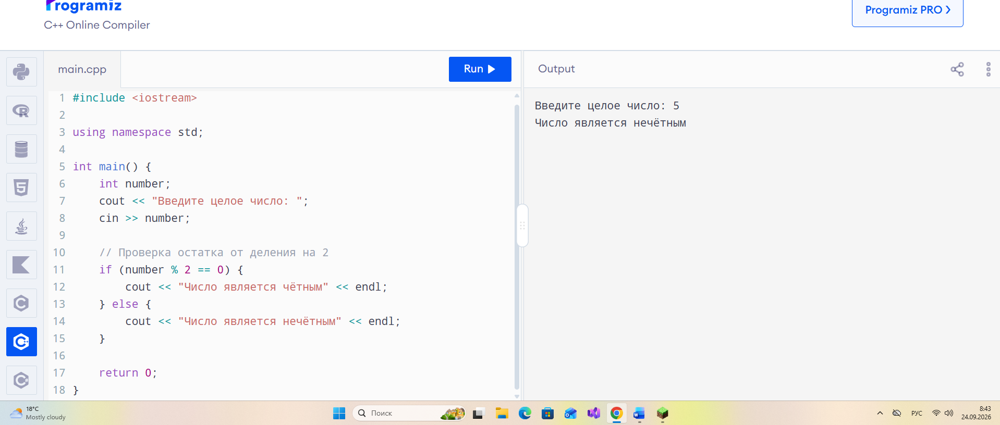 Programiz
C++ Online Compiler
Programiz PRO
main.cpp
Run
Output
1 #include <iostream>
2
3 using namespace std;
4
5 int main() {
6     int number;
7     cout << "Введите целое число: ";
8     cin >> number;
9
10     // Проверка остатка от деления на 2
11     if (number % 2 == 0) {
12         cout << "Число является чётным" << endl;
13     } else {
14         cout << "Число является нечётным" << endl;
15     }
16
17     return 0;
18 }
Введите целое число: 5
Число является нечётным
18°C
Mostly cloudy
Поиск
РУС
8:43
24.09.2026